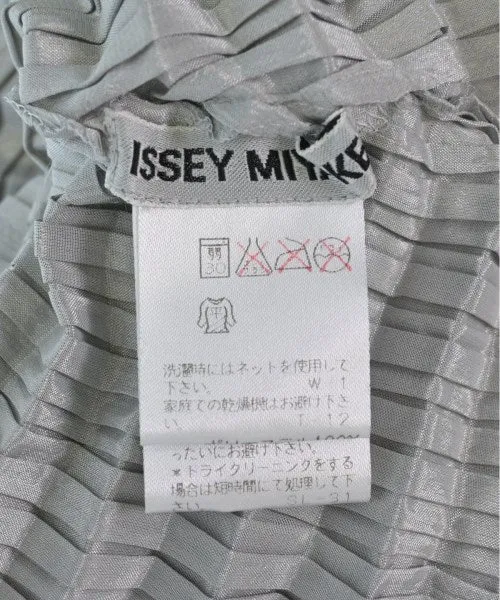 ISSEY MIYAKE
弱
30
平
洗濯時にはネットを使用して
下さい。 W-1
家庭での乾燥機はお避け下さ
い。 T-12
ったいにお避け下さい。
*ドライクリーニングをする
場合は短時間にて処理して下
さい。 SL-31